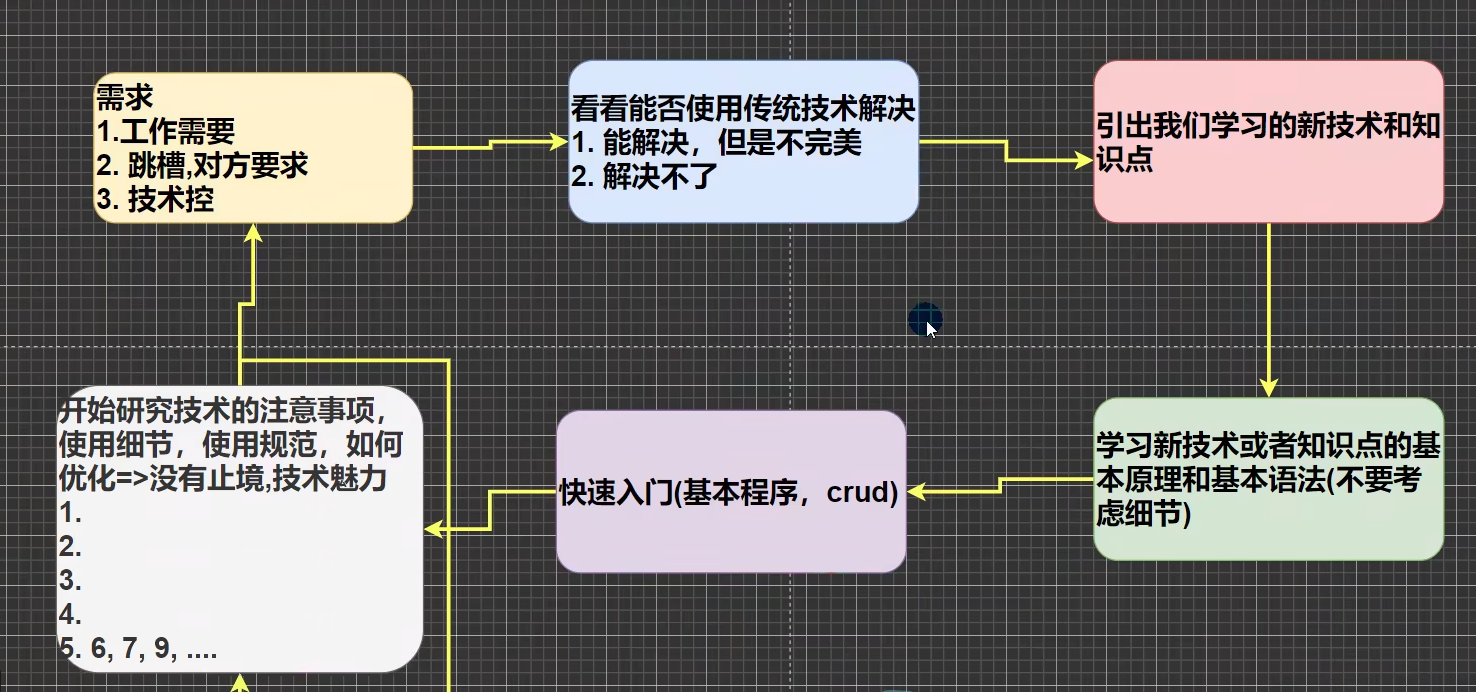 需求
1.工作需要
2. 跳槽,对方要求
3. 技术控
看看能否使用传统技术解决
1. 能解决，但是不完美
2. 解决不了
引出我们学习的新技术和知
识点
开始研究技术的注意事项，
使用细节，使用规范，如何
优化=>没有止境,技术魅力
1.
2.
3.
4.
5. 6, 7, 9, ....
快速入门(基本程序，crud)
学习新技术或者知识点的基
本原理和基本语法(不要考
虑细节)